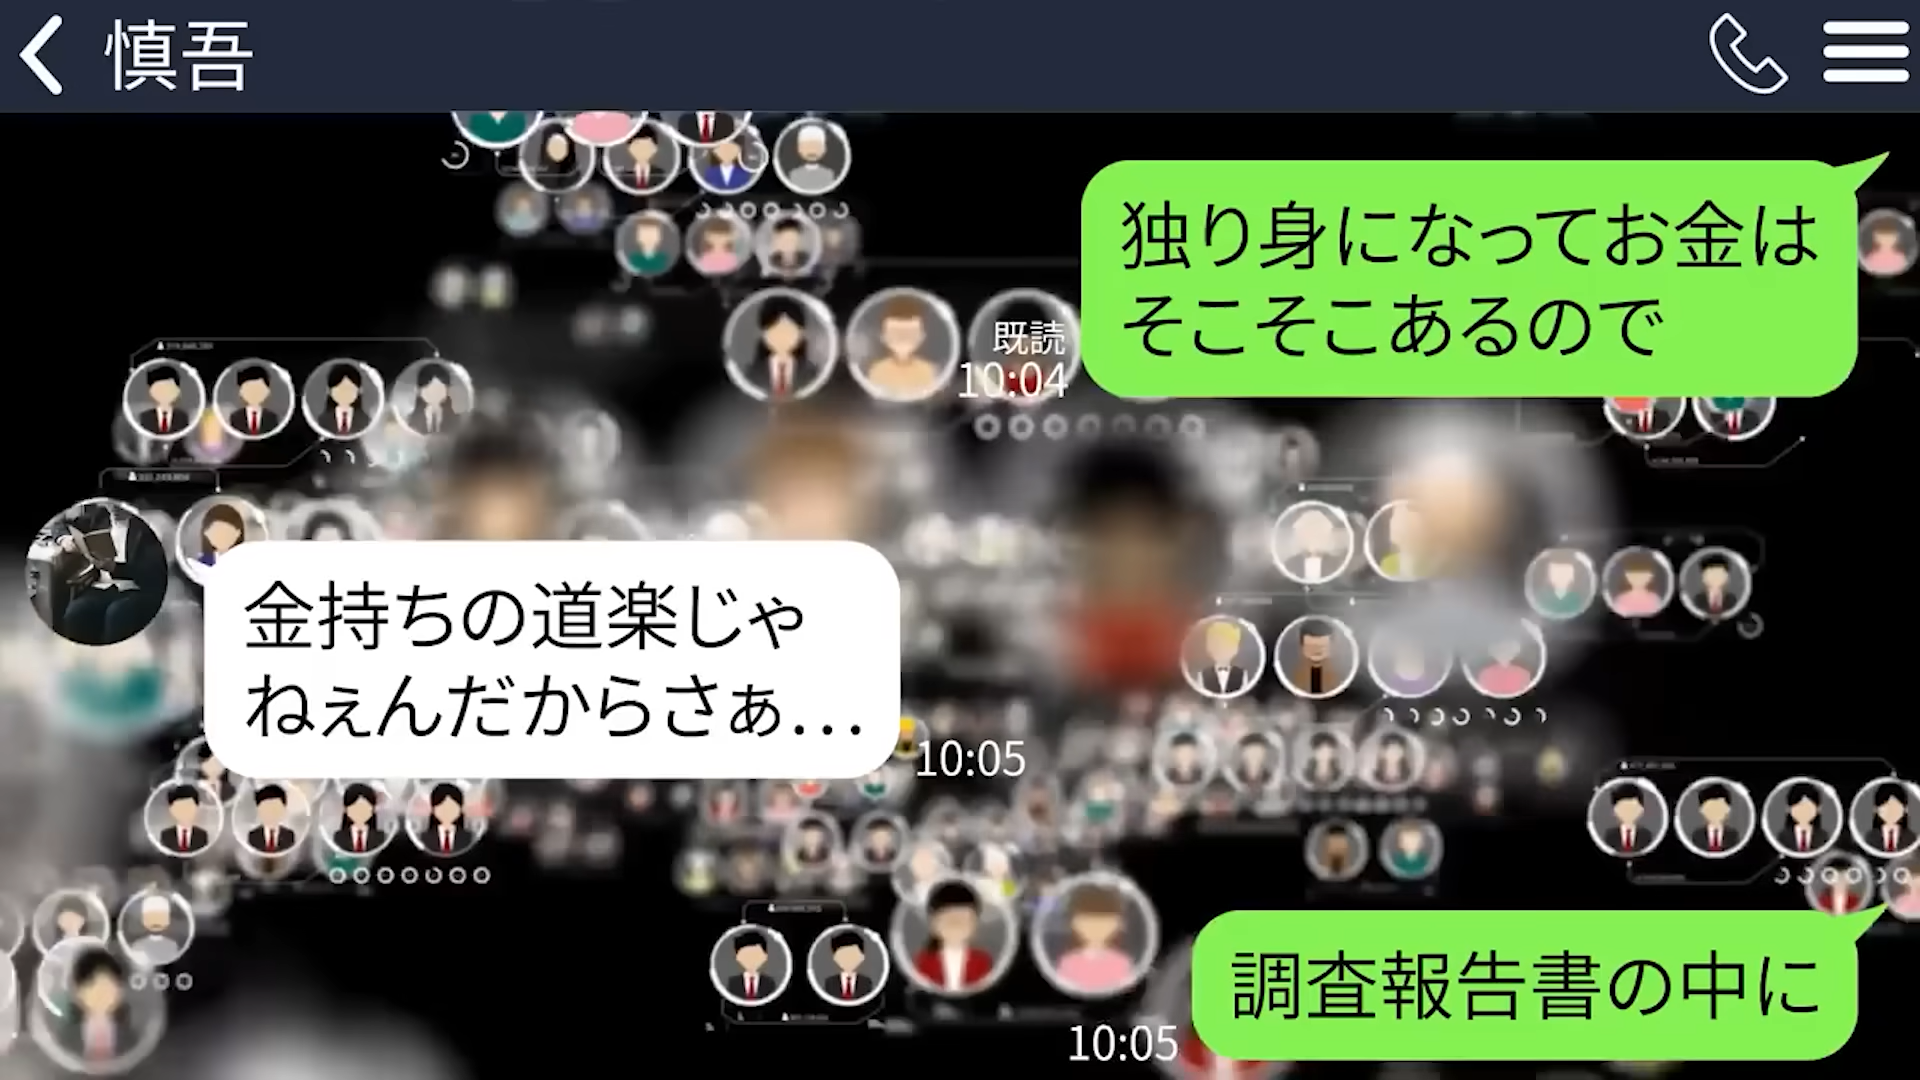 慎吾
独り身になってお金は
そこそこあるので
既読
10:04
金持ちの道楽じゃ
ねぇんだからさぁ…
10:05
調査報告書の中に
10:05